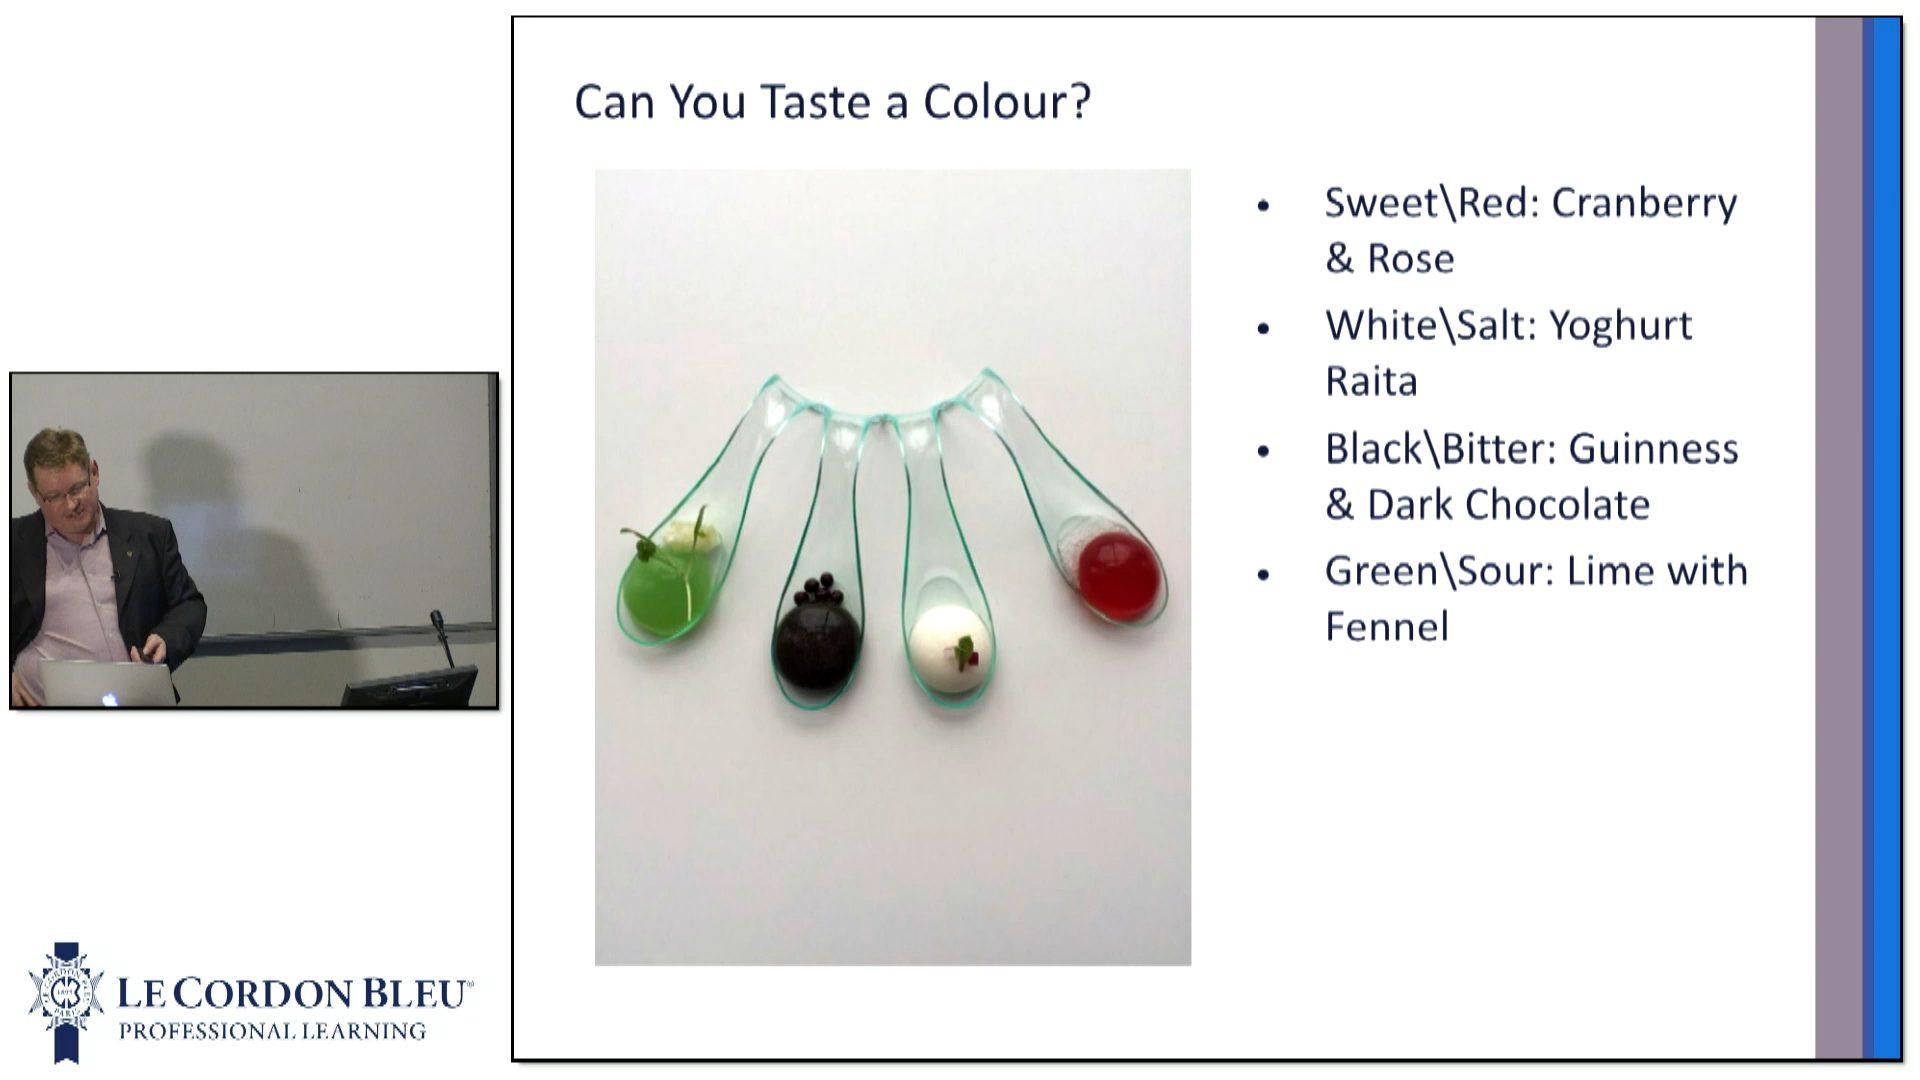 Can You Taste a Colour?
• Sweet\Red: Cranberry
& Rose
• White\Salt: Yoghurt
Raita
• Black\Bitter: Guinness
& Dark Chocolate
• Green\Sour: Lime with
Fennel
LE CORDON BLEU®
PROFESSIONAL LEARNING